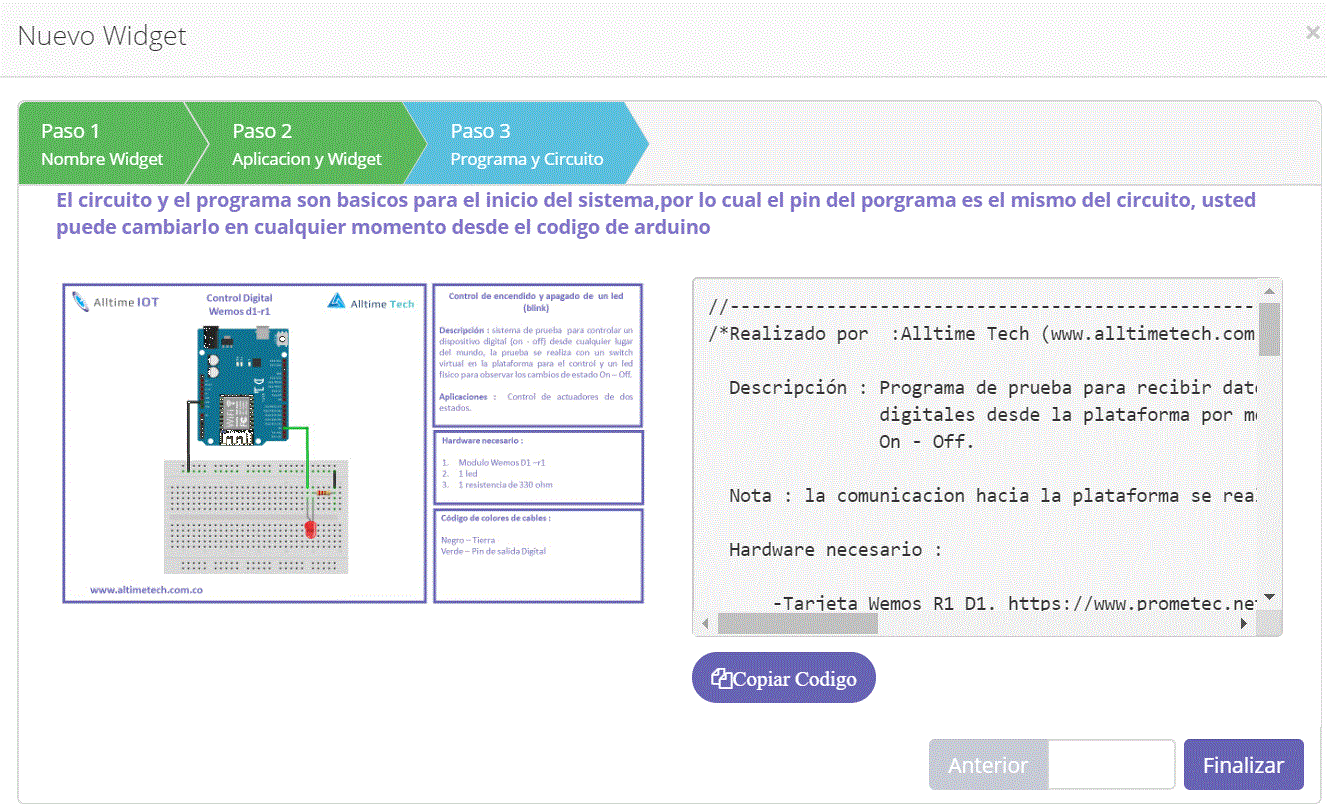 Nuevo Widget
×
Paso 1
Nombre Widget
Paso 2
Aplicacion y Widget
Paso 3
Programa y Circuito
El circuito y el programa son basicos para el inicio del sistema,por lo cual el pin del porgrama es el mismo del circuito, usted
puede cambiarlo en cualquier momento desde el codigo de arduino
Alltime IOT
Control Digital
Wemos d1-r1
Alltime Tech
D1
WiFi
www.altimetech.com.co
Control de encendido y apagado de un led
(blink)
Descripción : sistema de prueba para controlar un
dispositivo digital (on - off) desde cualquier lugar
del mundo, la prueba se realiza con un switch
virtual en la plataforma para el control y un led
físico para observar los cambios de estado On – Off.
Aplicaciones : Control de actuadores de dos
estados.
Hardware necesario :
1. Modulo Wemos D1 –r1
2. 1 led
3. 1 resistencia de 330 ohm
Código de colores de cables :
Negro – Tierra
Verde – Pin de salida Digital
//------------------------------------------------
/*Realizado por :Alltime Tech (www.alltimetech.com
Descripción : Programa de prueba para recibir dat
digitales desde la plataforma por m
On - Off.
Nota : la comunicacion hacia la plataforma se rea
Hardware necesario :
-Tarjeta Wemos R1 D1. https://www.prometec.ne
Copiar Codigo
Anterior
Finalizar